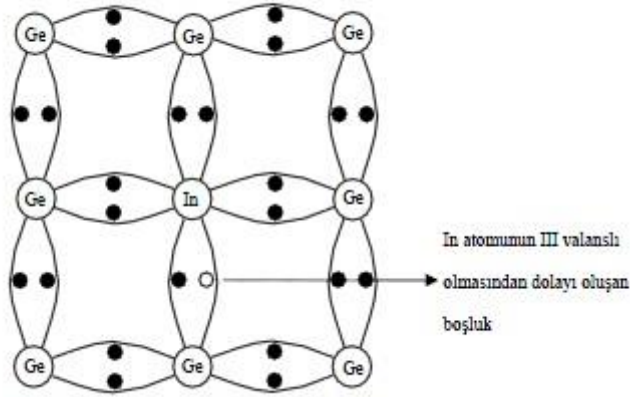 Ge Ge Ge
Ge In Ge
In atomunun III valanslı
olmasından dolayı oluşan
boşluk
Ge Ge Ge